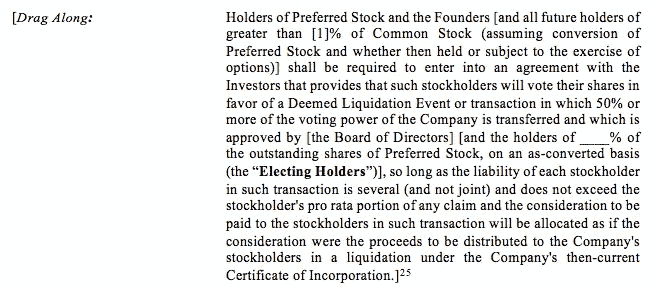 [Drag Along:
Holders of Preferred Stock and the Founders [and all future holders of
greater than [1]% of Common Stock (assuming conversion of
Preferred Stock and whether then held or subject to the exercise of
options)] shall be required to enter into an agreement with the
Investors that provides that such stockholders will vote their shares in
favor of a Deemed Liquidation Event or transaction in which 50% or
more of the voting power of the Company is transferred and which is
approved by [the Board of Directors] [and the holders of ____% of
the outstanding shares of Preferred Stock, on an as-converted basis
(the “Electing Holders”)], so long as the liability of each stockholder
in such transaction is several (and not joint) and does not exceed the
stockholder's pro rata portion of any claim and the consideration to be
paid to the stockholders in such transaction will be allocated as if the
consideration were the proceeds to be distributed to the Company's
stockholders in a liquidation under the Company's then-current
Certificate of Incorporation.]25